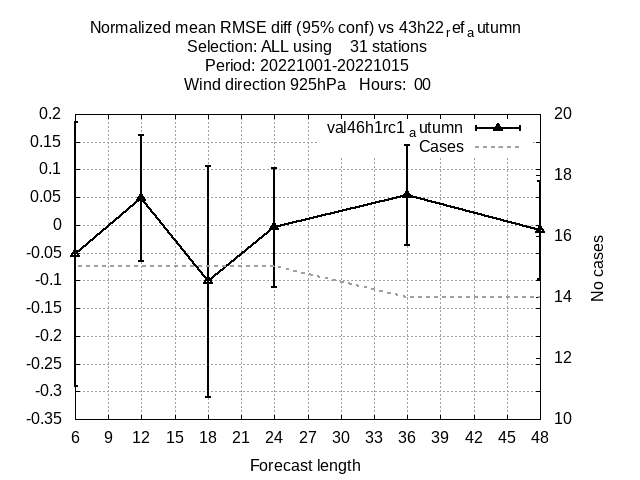 Normalized mean RMSE diff (95% conf) vs 43h22refautumn
Selection: ALL using 31 stations
Period: 20221001-20221015
Wind direction 925hPa Hours: 00
val46h1rc1autumn
Cases
0.2
0.15
0.1
0.05
0
-0.05
-0.1
-0.15
-0.2
-0.25
-0.3
-0.35
20
18
16
14
12
10
No cases
6 9 12 15 18 21 24 27 30 33 36 39 42 45 48
Forecast length